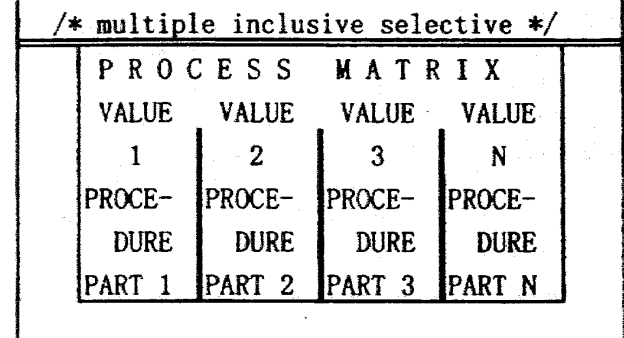 /* multiple inclusive selective */
P R O C E S S M A T R I X
VALUE VALUE VALUE VALUE
1 2 3 N
PROCE- PROCE- PROCE- PROCE-
DURE DURE DURE DURE
PART 1 PART 2 PART 3 PART N